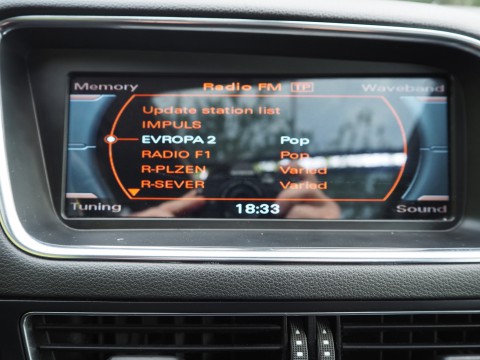 Memory Radio FM TP Waveband
Update station list
IMPULS
EVROPA 2 Pop
RADIO F1 Pop
R-PLZEN Varied
R-SEVER Varied
Tuning 18:33 Sound